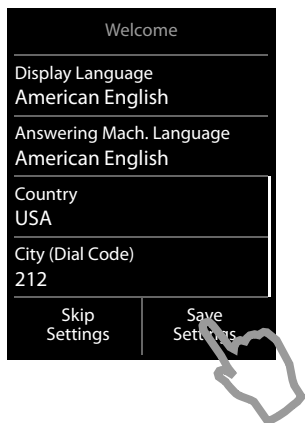 Welcome
Display Language
American English
Answering Mach. Language
American English
Country
USA
City (Dial Code)
212
Skip
Settings
Save
Settings